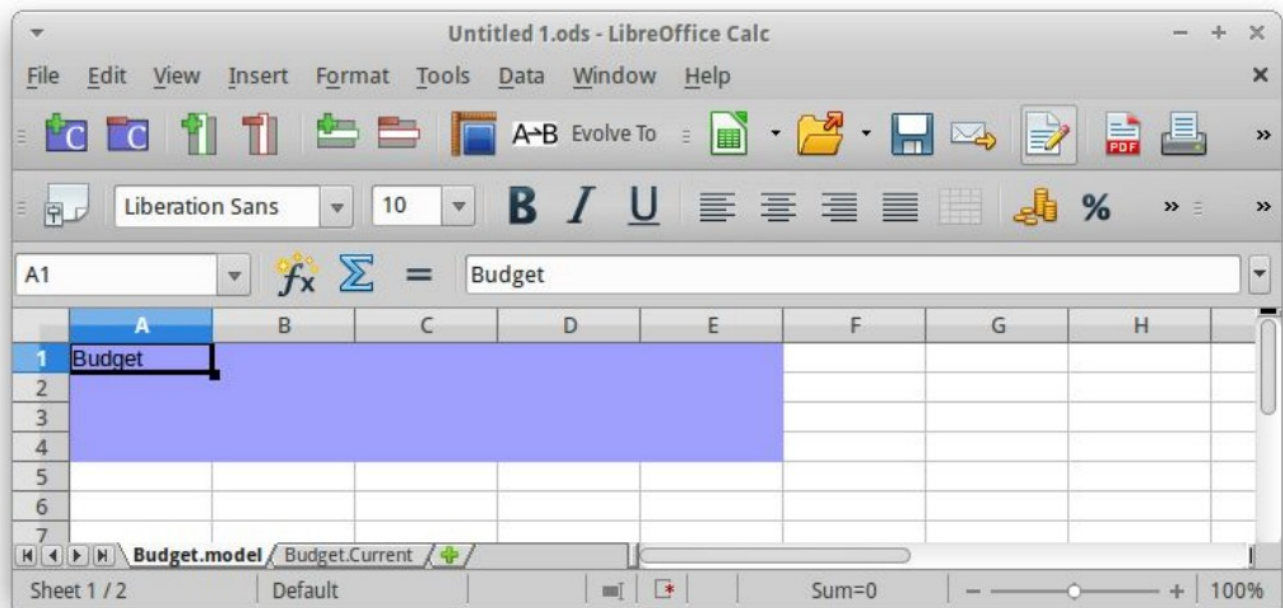 Untitled 1.ods - LibreOffice Calc
File Edit View Insert Format Tools Data Window Help
C C A→B Evolve To PDF »
Liberation Sans 10 B I U % » »
A1 fx Σ = Budget
A B C D E F G H
1 Budget
2
3
4
5
6
7
Budget.model Budget.Current
Sheet 1 / 2 Default Sum=0 100%